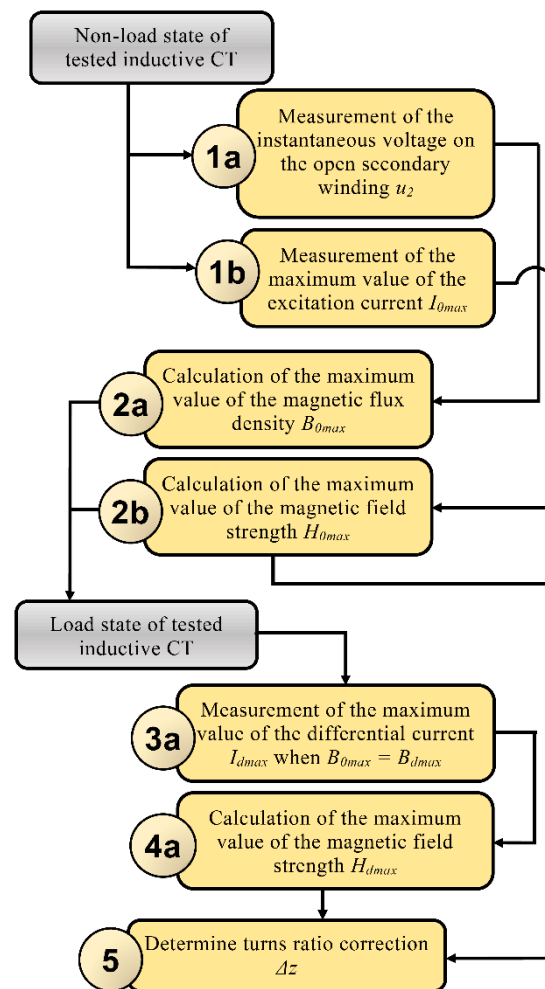 Non-load state of
tested inductive CT
1a
Measurement of the
instantaneous voltage on
the open secondary
winding u2
1b
Measurement of the
maximum value of the
excitation current I0max
2a
Calculation of the maximum
value of the magnetic flux
density B0max
2b
Calculation of the maximum
value of the magnetic field
strength H0max
Load state of tested
inductive CT
3a
Measurement of the maximum
value of the differential current
Idmax when B0max = Bdmax
4a
Calculation of the maximum
value of the magnetic field
strength Hdmax
5
Determine turns ratio correction
Δz